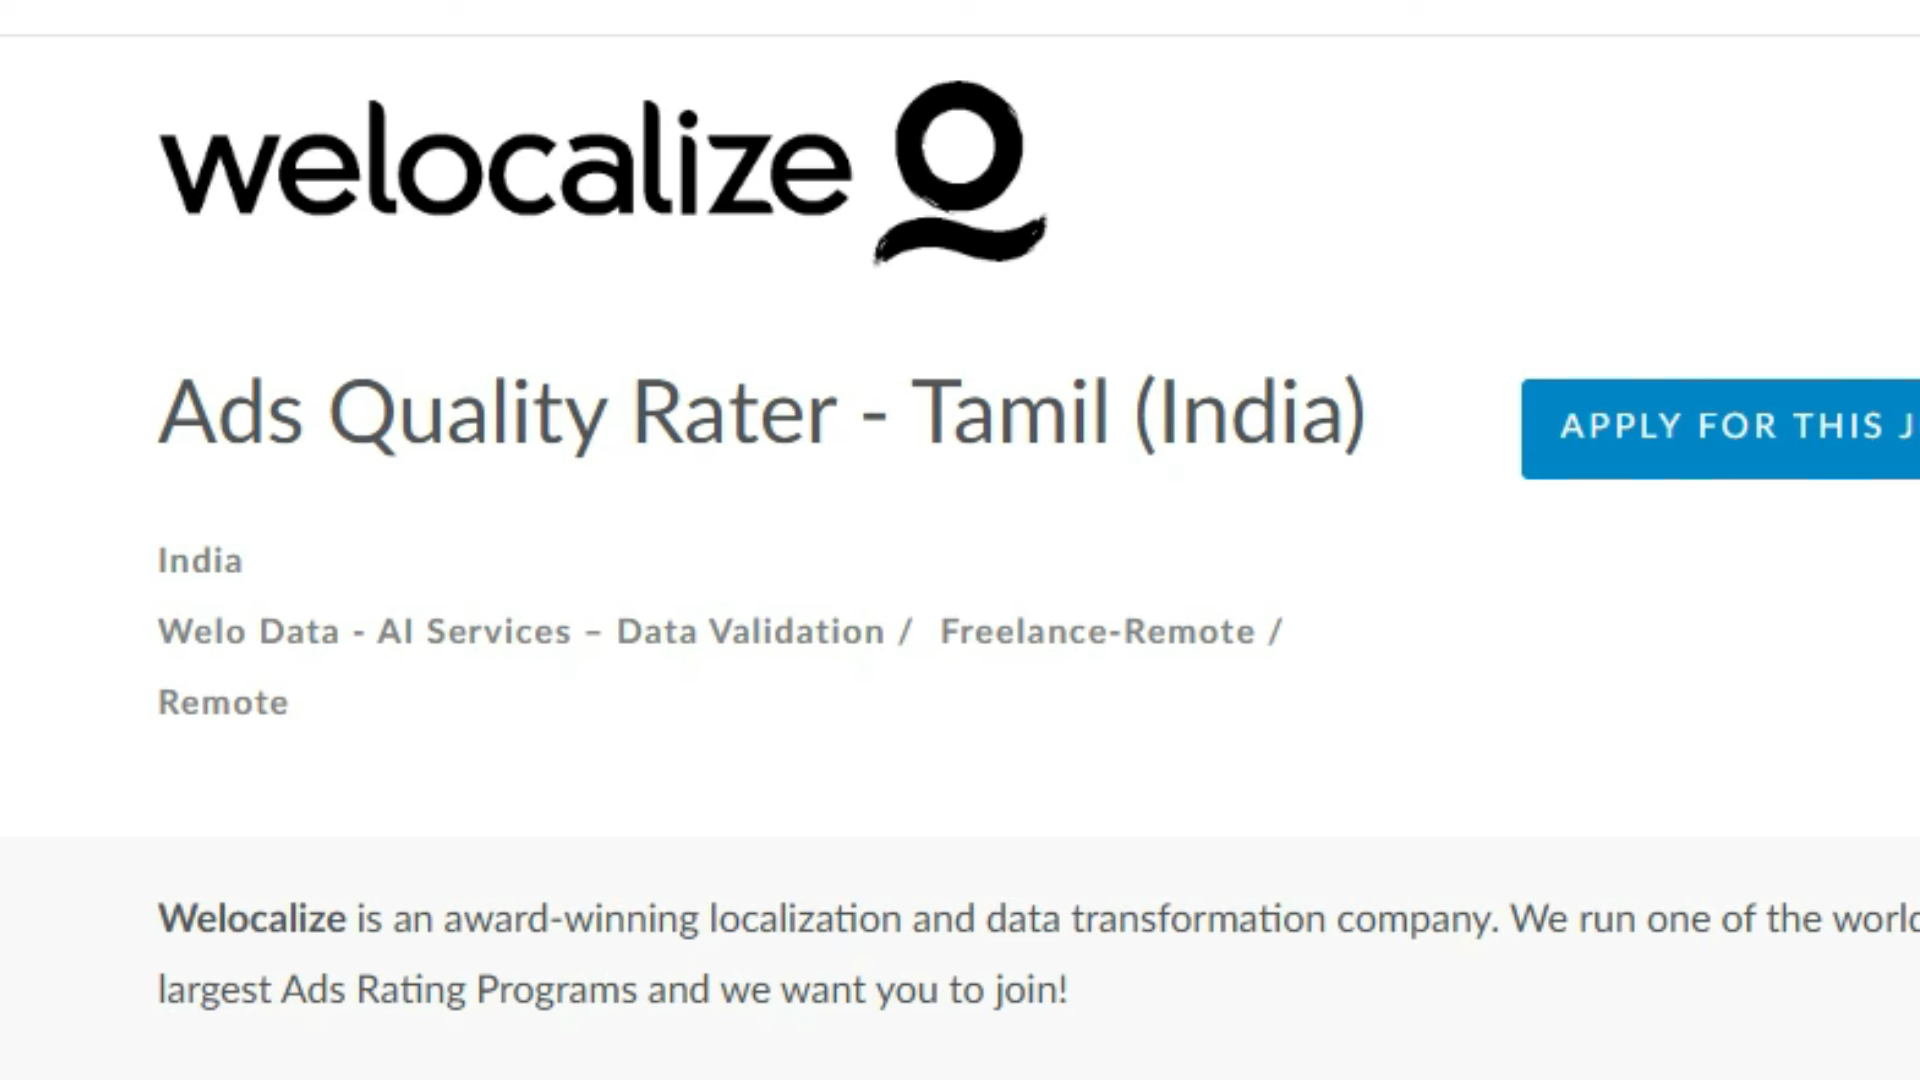 welocalize
Ads Quality Rater - Tamil (India)
APPLY FOR THIS J
India
Welo Data - AI Services – Data Validation / Freelance-Remote /
Remote
Welocalize is an award-winning localization and data transformation company. We run one of the world
largest Ads Rating Programs and we want you to join!